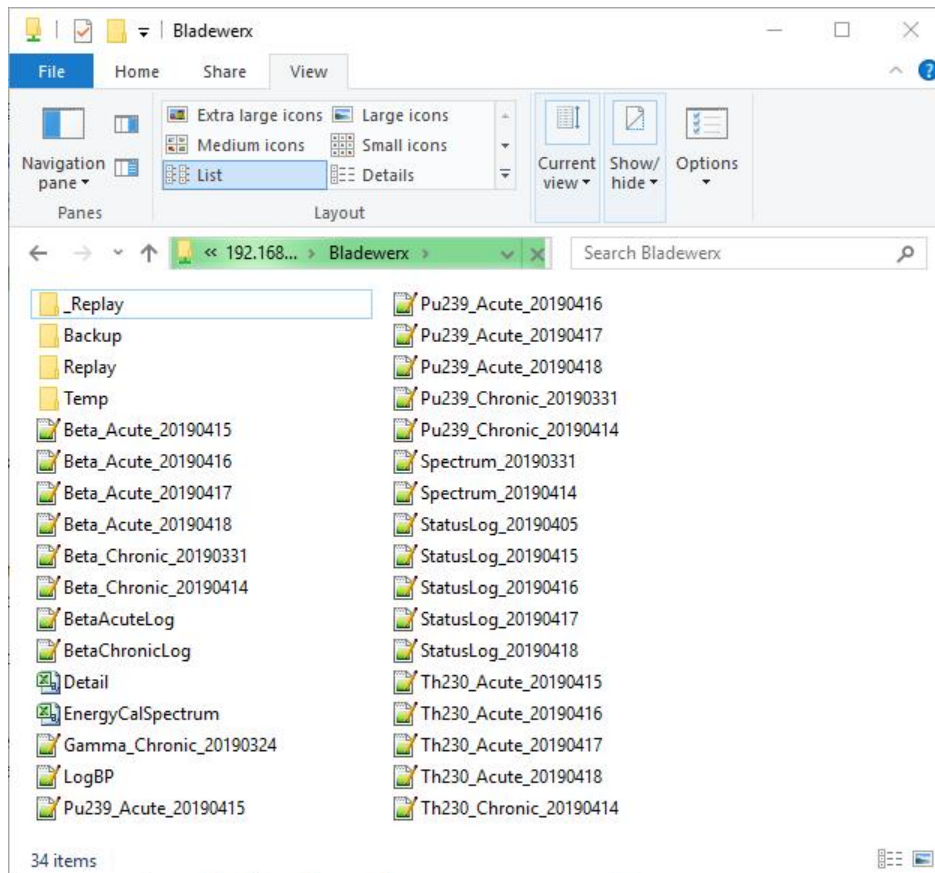 Bladewerx
File Home Share View
?
Navigation pane
Extra large icons Large icons
Medium icons Small icons
List Details
Current view
Show/ hide
Options
Panes
Layout
« 192.168... › Bladewerx ›
Search Bladewerx
_Replay
Backup
Replay
Temp
Beta_Acute_20190415
Beta_Acute_20190416
Beta_Acute_20190417
Beta_Acute_20190418
Beta_Chronic_20190331
Beta_Chronic_20190414
BetaAcuteLog
BetaChronicLog
Detail
EnergyCalSpectrum
Gamma_Chronic_20190324
LogBP
Pu239_Acute_20190415
Pu239_Acute_20190416
Pu239_Acute_20190417
Pu239_Acute_20190418
Pu239_Chronic_20190331
Pu239_Chronic_20190414
Spectrum_20190331
Spectrum_20190414
StatusLog_20190405
StatusLog_20190415
StatusLog_20190416
StatusLog_20190417
StatusLog_20190418
Th230_Acute_20190415
Th230_Acute_20190416
Th230_Acute_20190417
Th230_Acute_20190418
Th230_Chronic_20190414
34 items